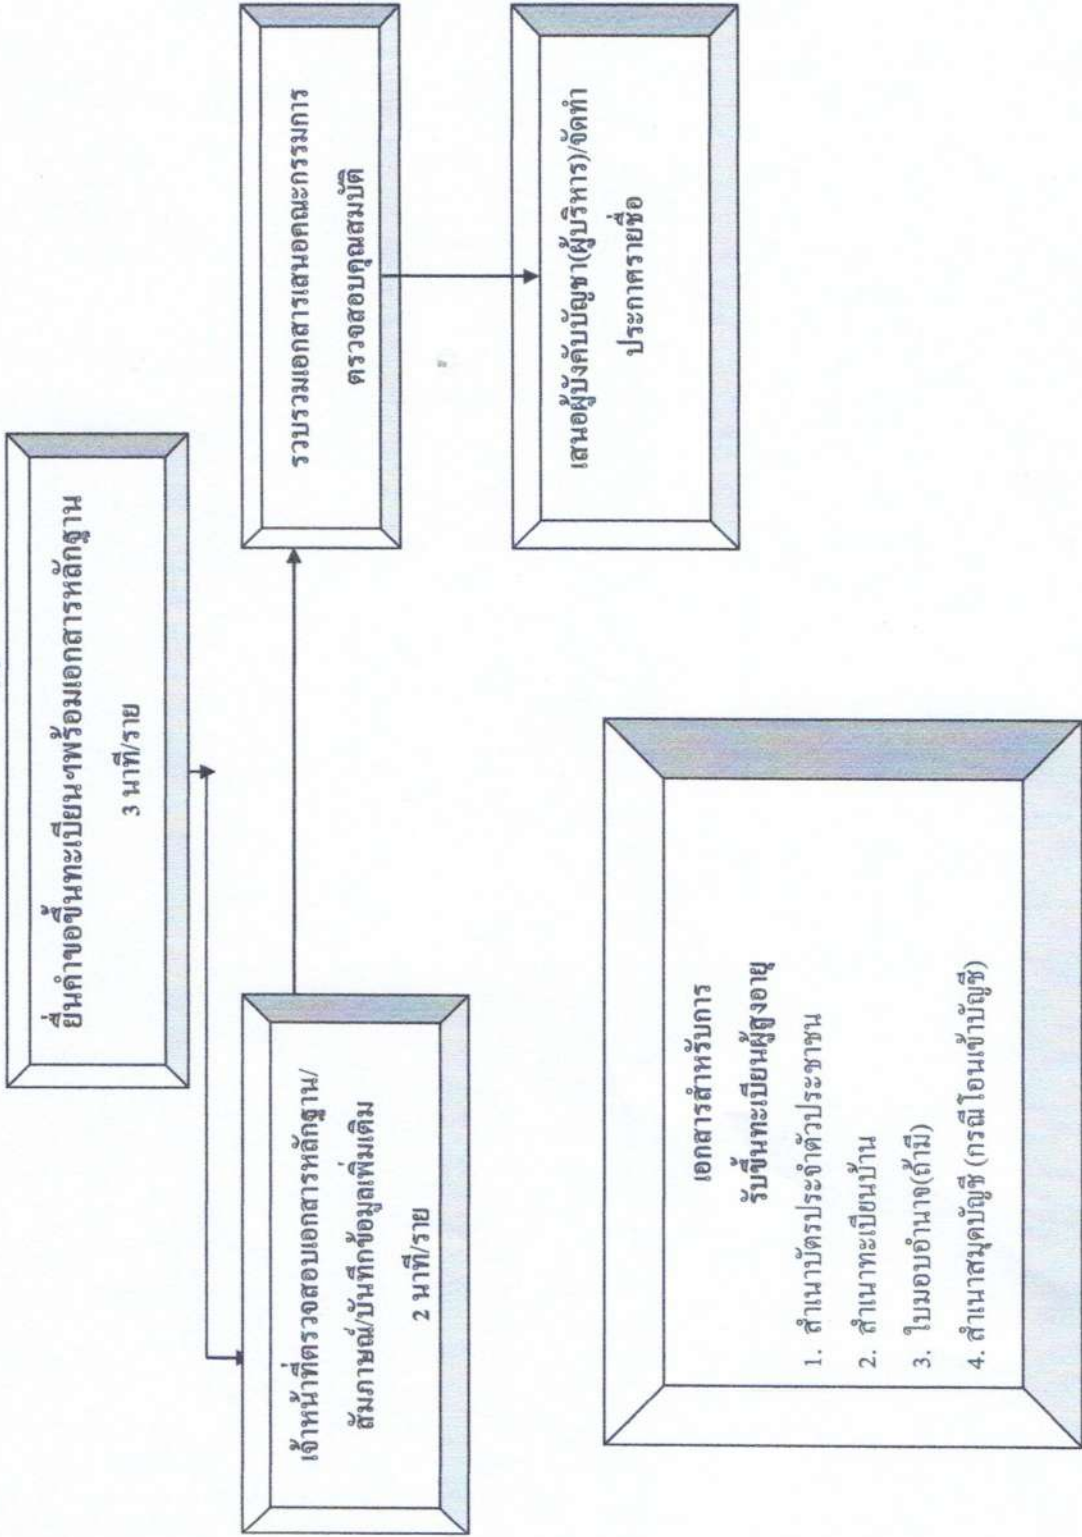 ยื่นคำขอขึ้นทะเบียนฯพร้อมเอกสารหลักฐาน
3 นาที/ราย
เจ้าหน้าที่ตรวจสอบเอกสารหลักฐาน/
สัมภาษณ์/บันทึกข้อมูลเพิ่มเติม
2 นาที/ราย
รวบรวมเอกสารเสนอคณะกรรมการ
ตรวจสอบคุณสมบัติ
เสนอผู้บังคับบัญชา(ผู้บริหาร)/จัดทำ
ประกาศรายชื่อ
เอกสารสำหรับการ
รับขึ้นทะเบียนผู้สูงอายุ
1. สำเนาบัตรประจำตัวประชาชน
2. สำเนาทะเบียนบ้าน
3. ใบมอบอำนาจ(ถ้ามี)
4. สำเนาสมุดบัญชี (กรณีโอนเข้าบัญชี)